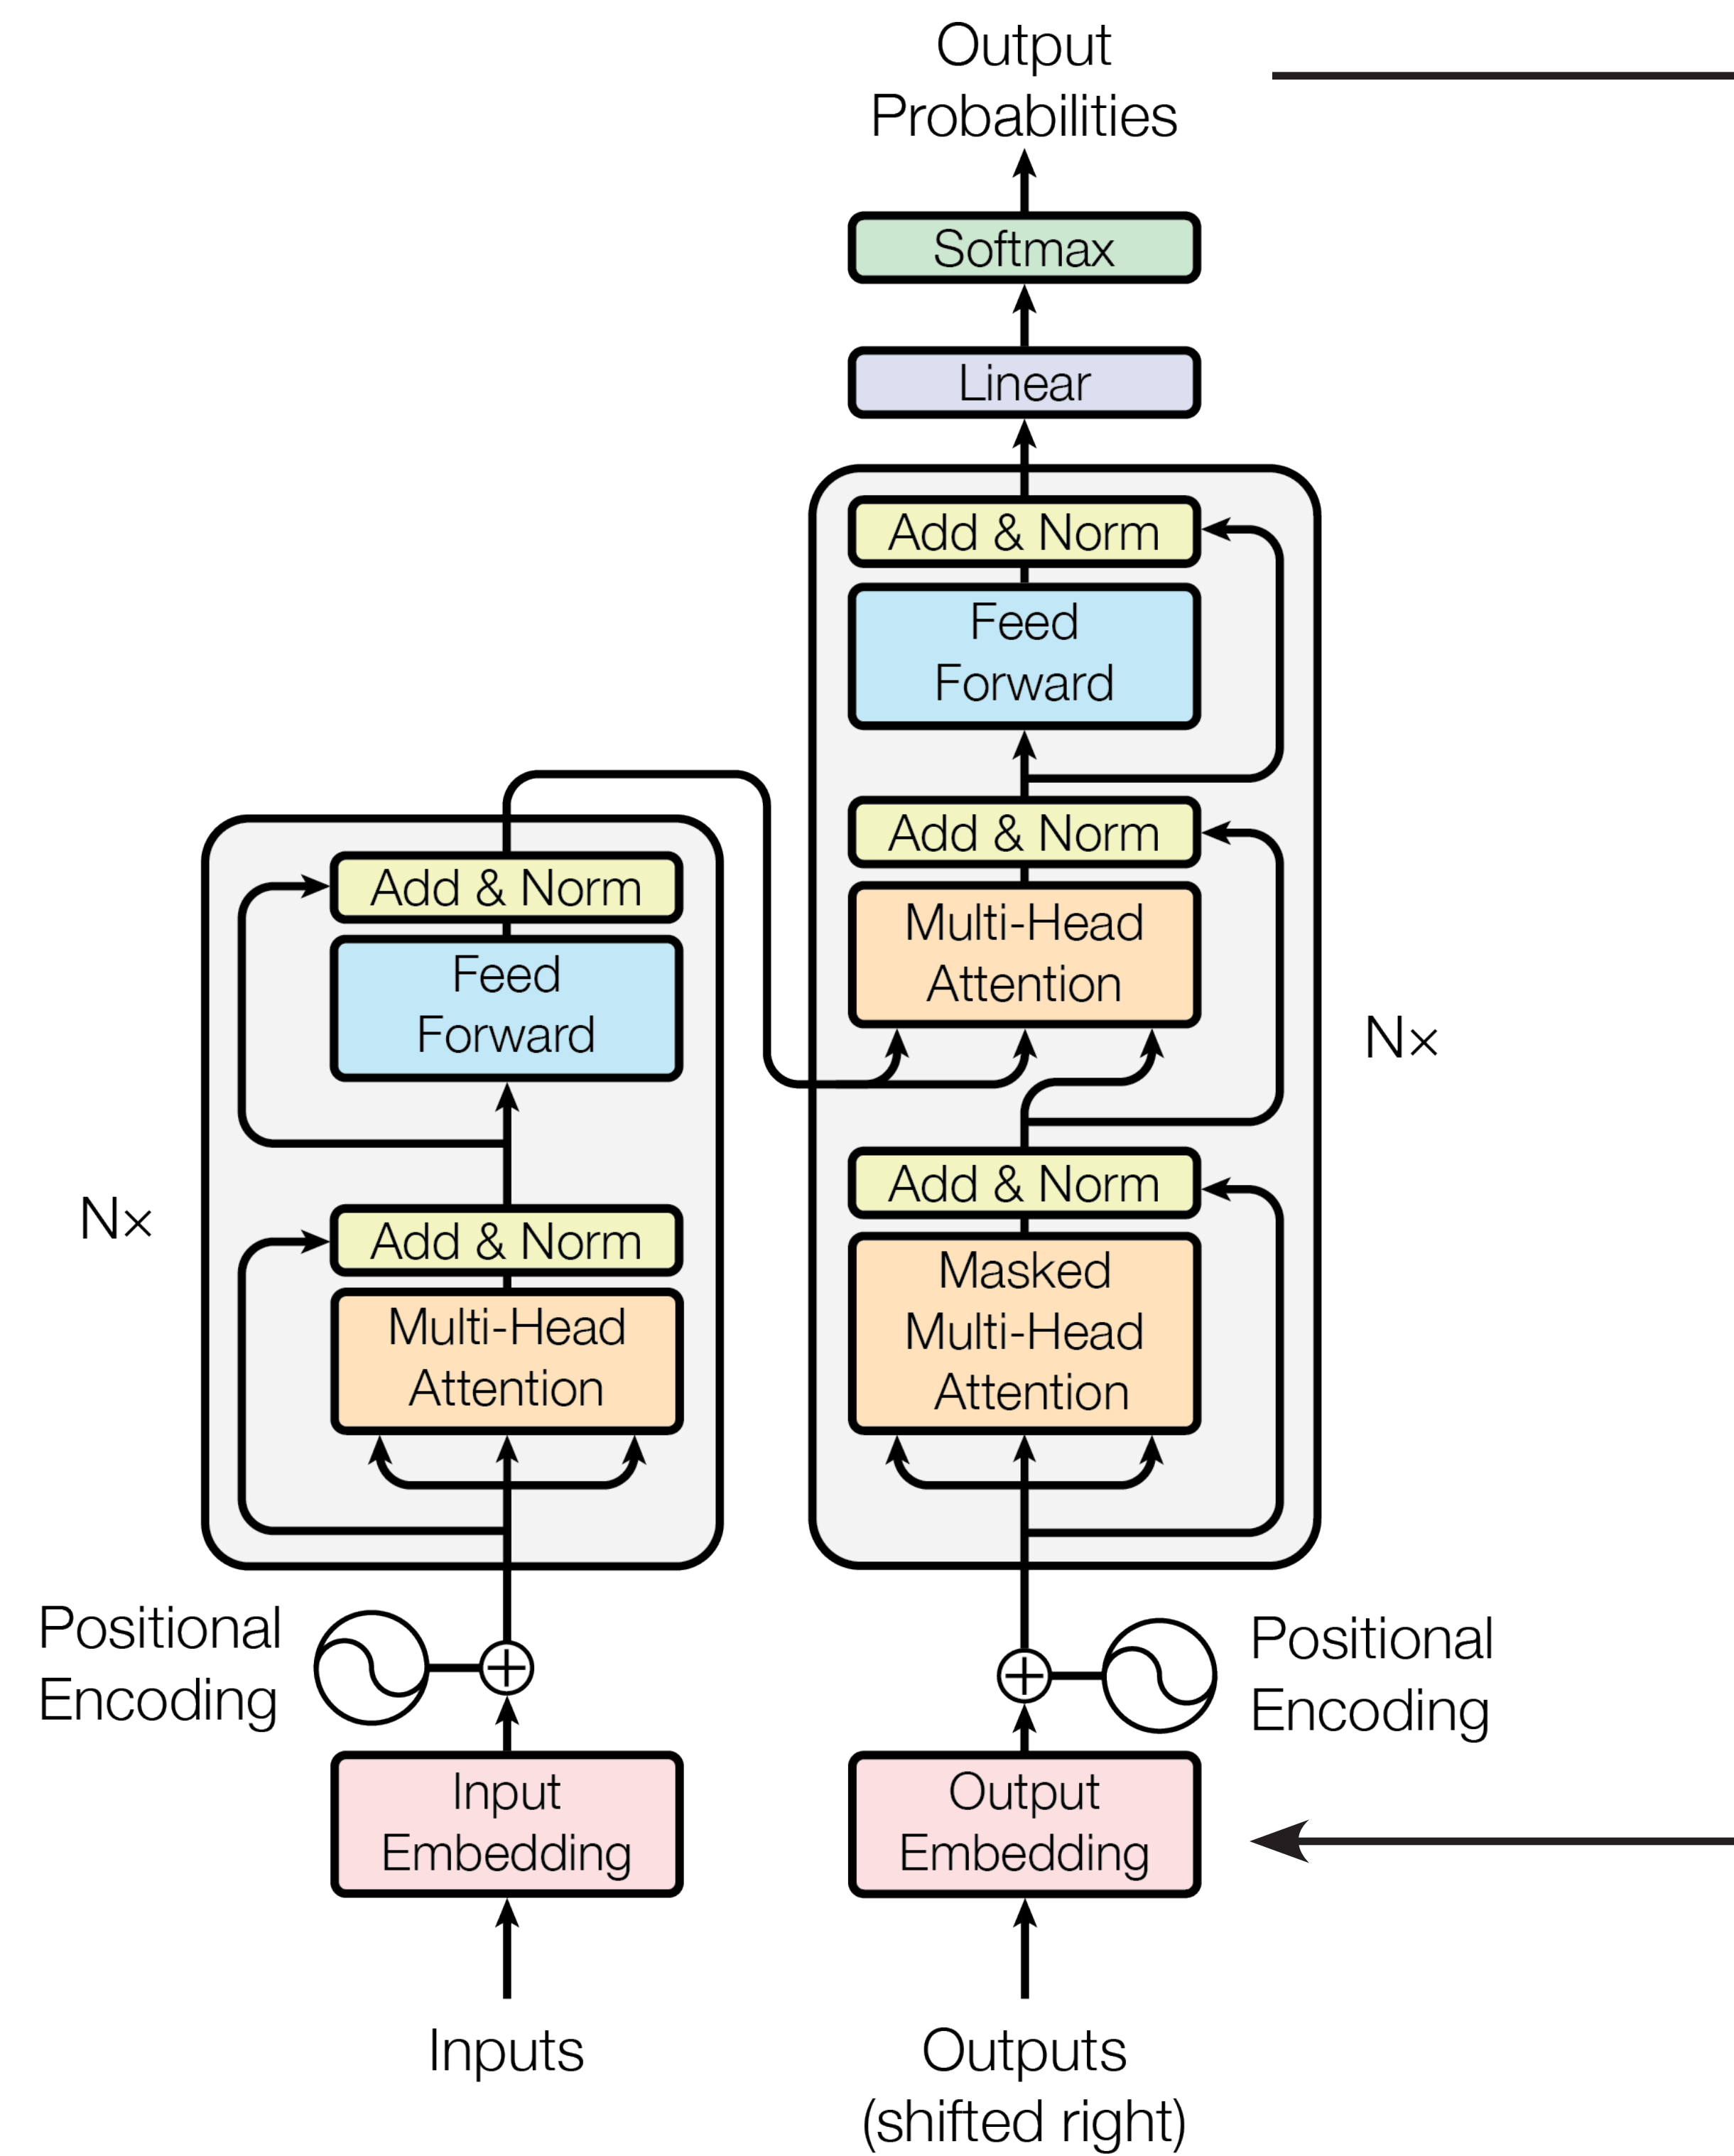 Output
Probabilities
Softmax
Linear
Add & Norm
Feed
Forward
Add & Norm
Multi-Head
Attention
N×
Add & Norm
Masked
Multi-Head
Attention
Add & Norm
Feed
Forward
N×
Add & Norm
Multi-Head
Attention
Positional
Encoding
Positional
Encoding
Input
Embedding
Output
Embedding
Inputs
Outputs
(shifted right)